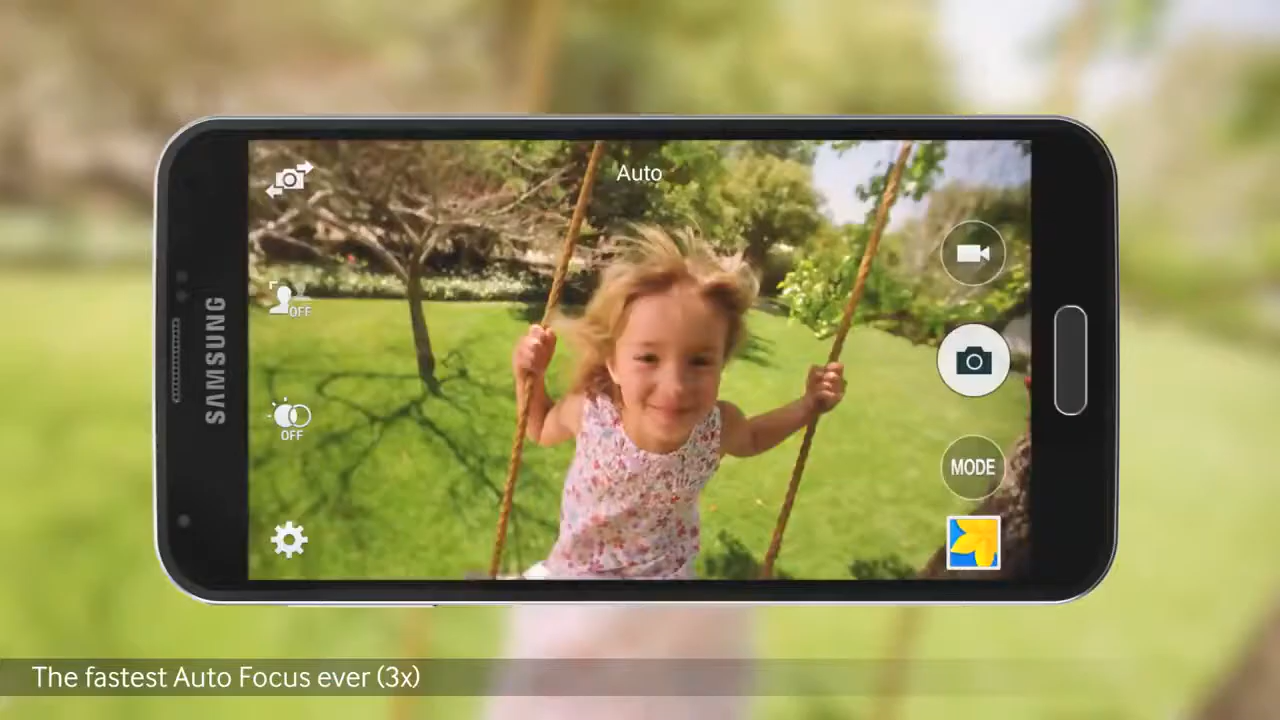 Auto
OFF
OFF
MODE
SAMSUNG
The fastest Auto Focus ever (3x)